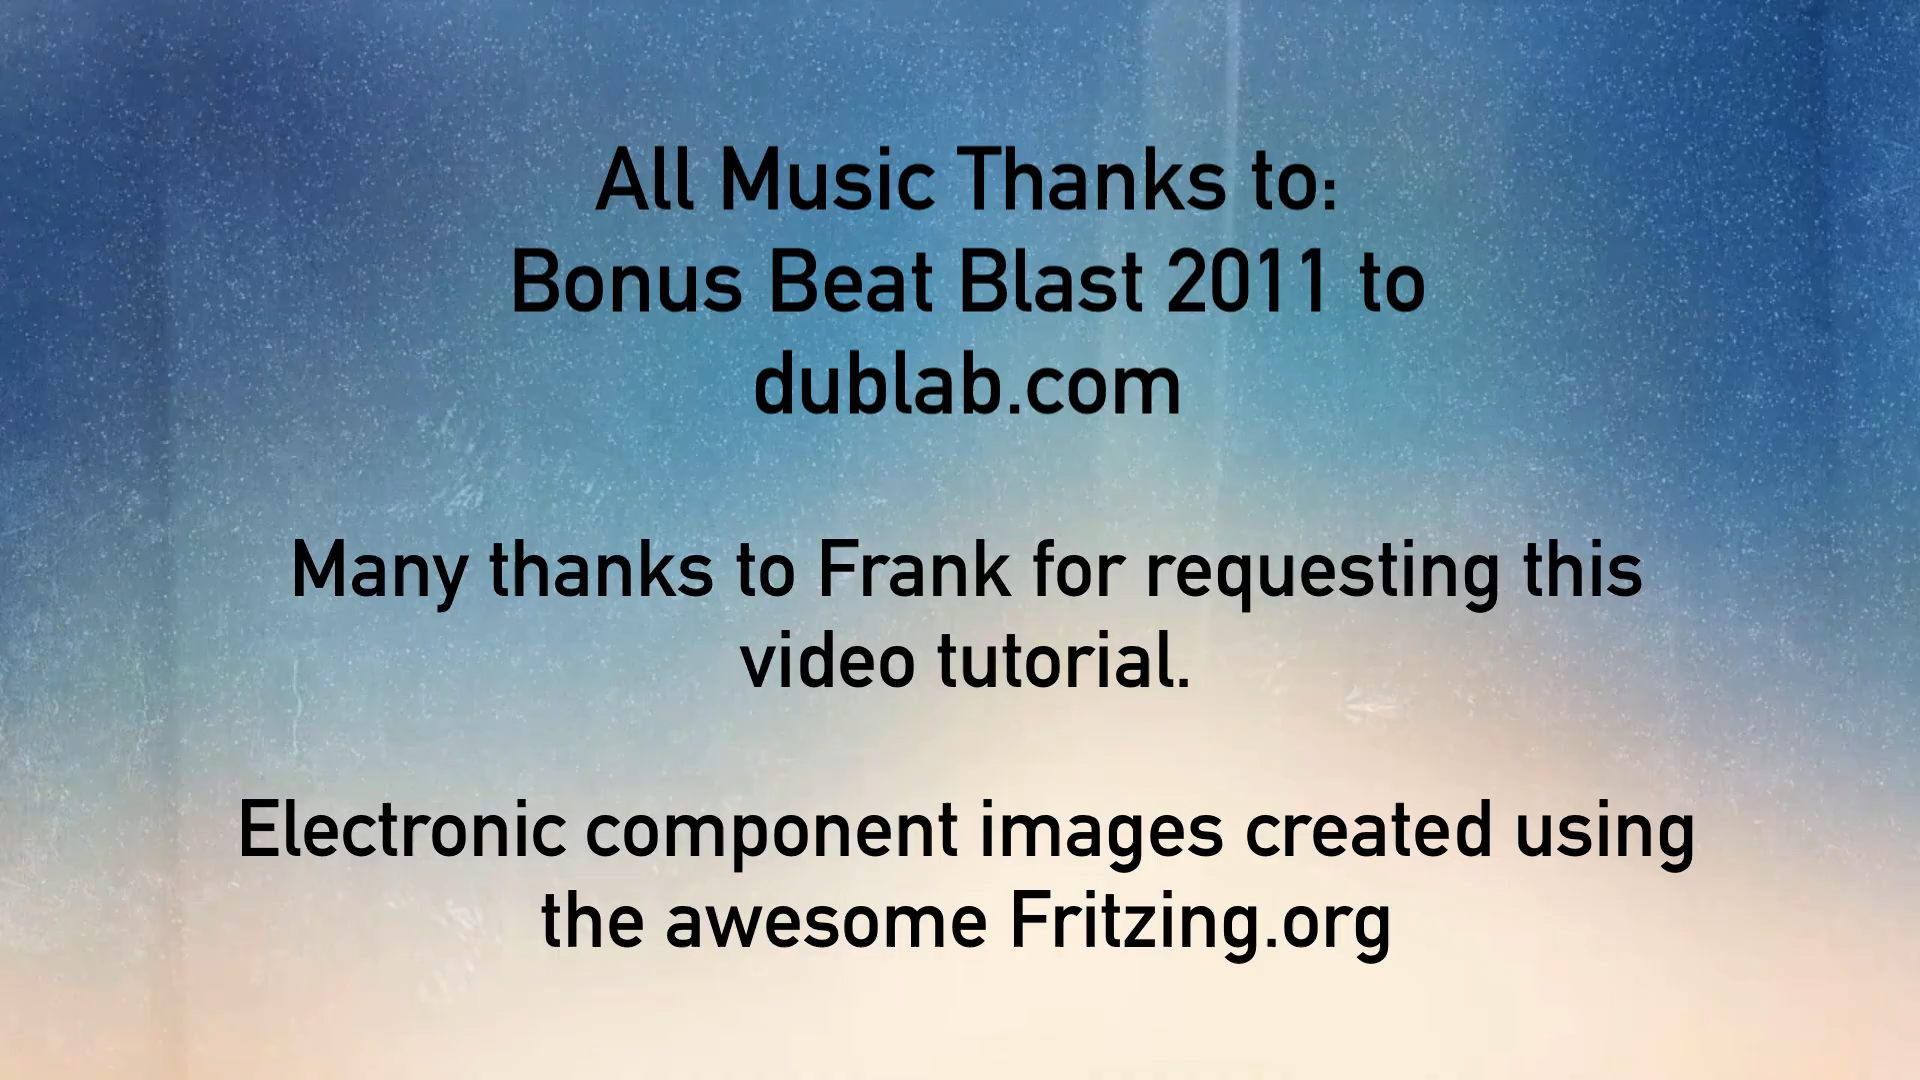 All Music Thanks to:
Bonus Beat Blast 2011 to
dublab.com
Many thanks to Frank for requesting this
video tutorial.
Electronic component images created using
the awesome Fritzing.org